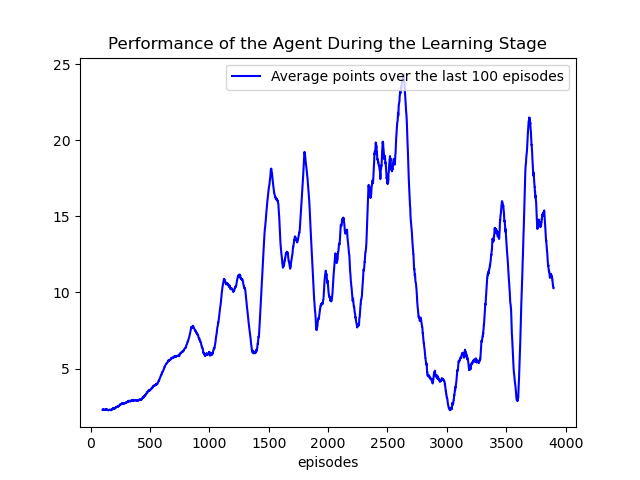 Performance of the Agent During the Learning Stage
Average points over the last 100 episodes
25
20
15
10
5
0 500 1000 1500 2000 2500 3000 3500 4000
episodes